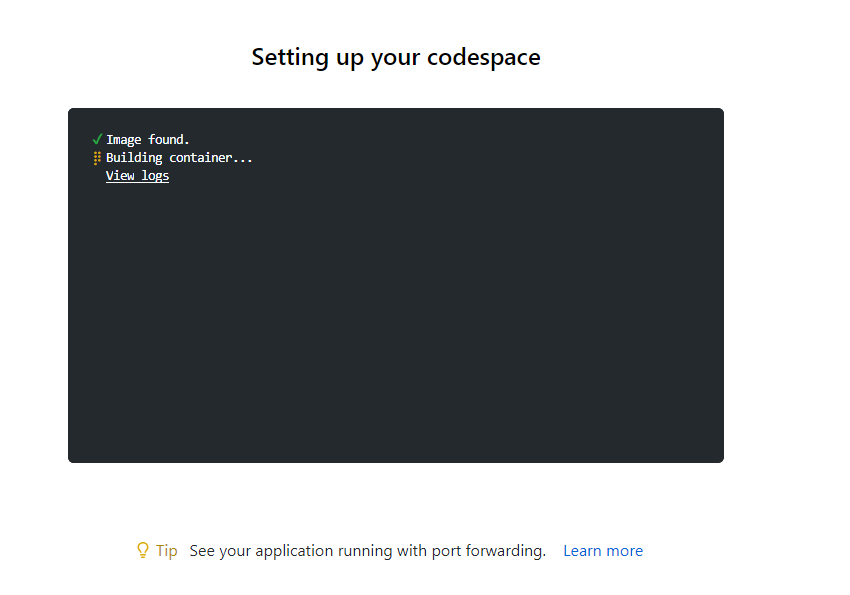 Setting up your codespace
✓ Image found.
Building container...
View logs
Tip See your application running with port forwarding. Learn more